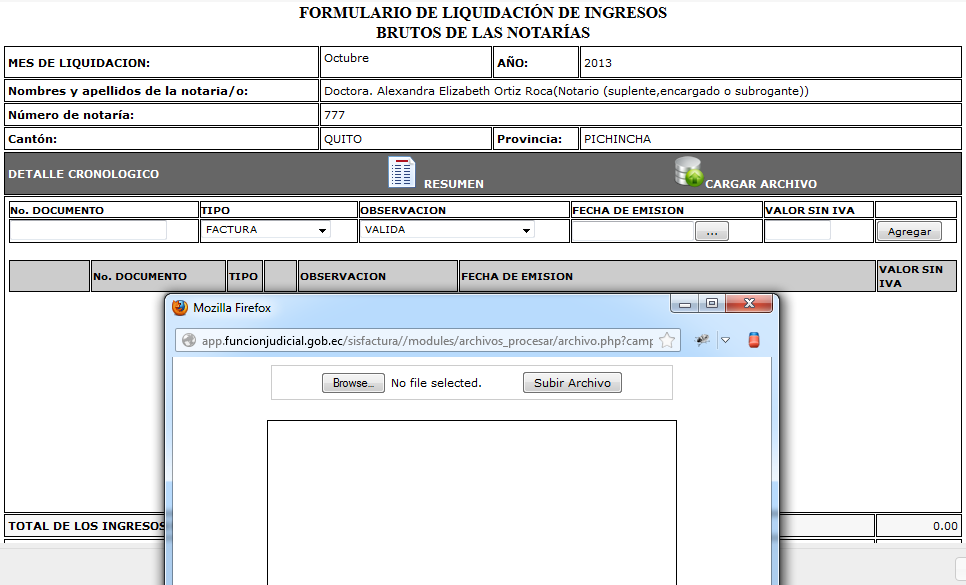 FORMULARIO DE LIQUIDACIÓN DE INGRESOS
BRUTOS DE LAS NOTARÍAS
MES DE LIQUIDACION: Octubre AÑO: 2013
Nombres y apellidos de la notaria/o: Doctora. Alexandra Elizabeth Ortiz Roca(Notario (suplente,encargado o subrogante))
Número de notaría: 777
Cantón: QUITO Provincia: PICHINCHA
DETALLE CRONOLOGICO RESUMEN CARGAR ARCHIVO
No. DOCUMENTO TIPO OBSERVACION FECHA DE EMISION VALOR SIN IVA
FACTURA VALIDA ... Agregar
No. DOCUMENTO TIPO OBSERVACION FECHA DE EMISION VALOR SIN IVA
Mozilla Firefox
app.funcionjudicial.gob.ec/sisfactura//modules/archivos_procesar/archivo.php?camp
Browse... No file selected. Subir Archivo
TOTAL DE LOS INGRESOS 0.00